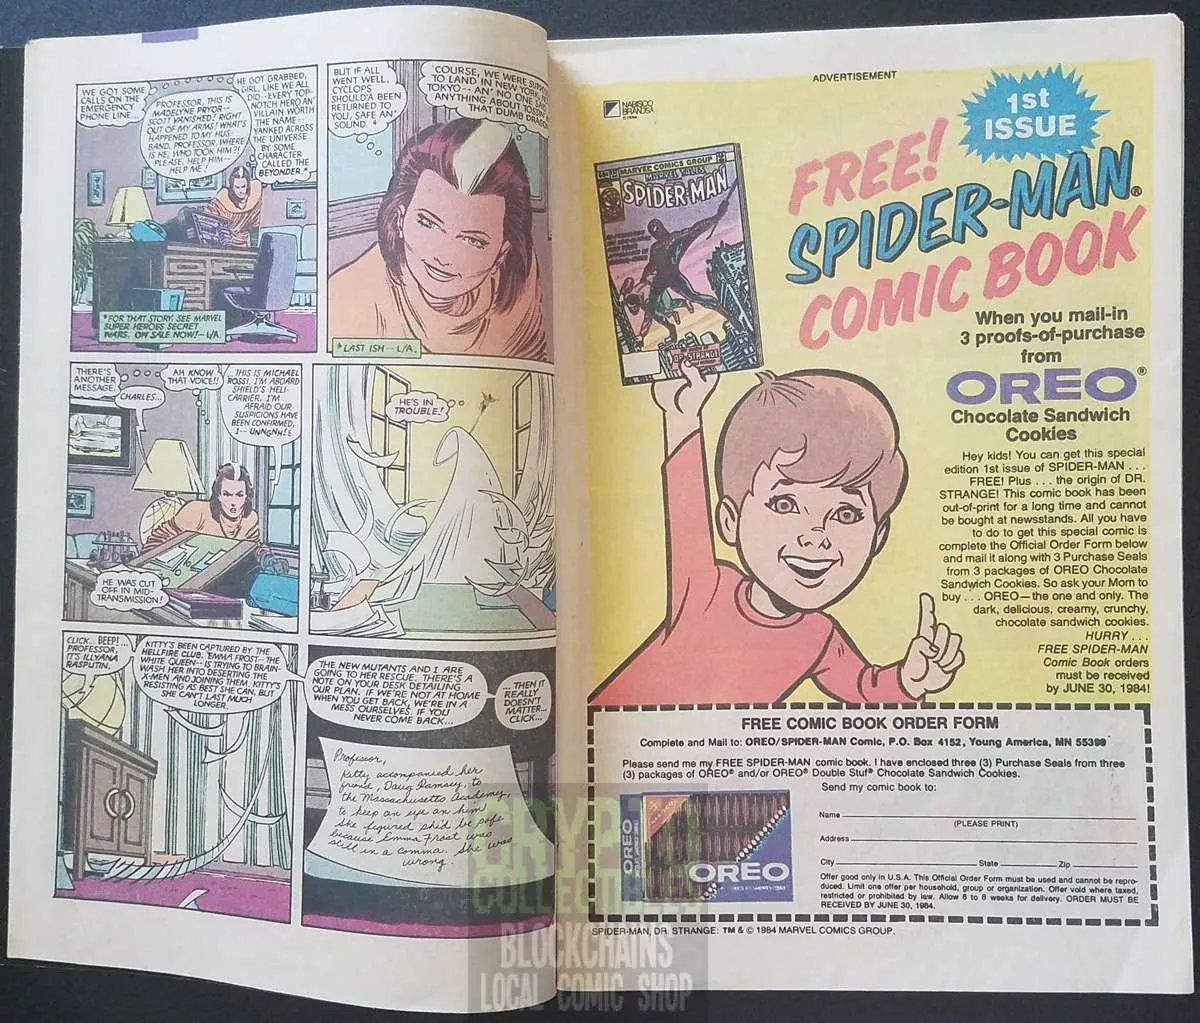 WE GOT SOME
CALLS ON THE
EMERGENCY
PHONE LINE...
PROFESSOR, THIS IS
MADELYNE PRYOR--
SCOTT VANISHED! RIGHT
OUT OF MY ARMS! WHAT'S
HAPPENED TO MY HUS-
BAND, PROFESSOR, WHERE
IS HE, WHO TOOK HIM?!
PLEASE, HELP HIM--
HELP ME!
HE GOT GRABBED,
GIRL, LIKE WE ALL
DID--EVERY TOP-
NOTCH HERO AN'
VILLAIN WORTH
THE NAME--
YANKED ACROSS
THE UNIVERSE
BY SOME
CHARACTER
CALLED THE
BEYONDER.*
*FOR THAT STORY, SEE MARVEL
SUPER HEROES SECRET
WARS. ON SALE NOW!--L/A.
BUT IF ALL
WENT WELL,
CYCLOPS
SHOULD'A BEEN
RETURNED TO
YOU, SAFE AN'
SOUND.*
'COURSE, WE WERE
TO LAND IN NEW YORK,
TOKYO-- AN' NO ONE
ANYTHING ABOUT
THAT DUMB
*LAST ISH--L/A.
THERE'S
ANOTHER
MESSAGE.
CHARLES...
AH KNOW
THAT VOICE!!
...THIS IS MICHAEL
ROSSI. I'M ABOARD
SHIELD'S HELI-
CARRIER. I'M
AFRAID OUR
SUSPICIONS HAVE
BEEN CONFIRMED.
I-- UNNGNH!
HE WAS CUT
OFF IN MID-
TRANSMISSION!
HE'S IN
TROUBLE!
CLICK... BEEP! ...
PROFESSOR,
IT'S ILLYANA
RASPUTIN.
KITTY'S BEEN CAPTURED BY THE
HELLFIRE CLUB. EMMA FROST--THE
WHITE QUEEN--IS TRYING TO BRAIN-
WASH HER INTO DESERTING THE
X-MEN AND JOINING THEM. KITTY'S
RESISTING AS BEST SHE CAN, BUT
SHE CAN'T LAST MUCH
LONGER.
THE NEW MUTANTS AND I ARE
GOING TO HER RESCUE. THERE'S A
NOTE ON YOUR DESK DETAILING
OUR PLAN. IF WE'RE NOT AT HOME
WHEN YOU GET BACK, WE'RE IN A
MESS OURSELVES. IF YOU
NEVER COME BACK...
...THEN IT
REALLY
DOESN'T
MATTER...
CLICK...
Professor,
Kitty accompanied her
friend, Doug Ramsey, to
the Massachusetts Academy,
to keep an eye on him
She figured she'd be safe
because Emma Frost was
still in a comma. She was
wrong.
ADVERTISEMENT
NABISCO
BRANDS
1st
ISSUE
FREE!
SPIDER-MAN®
COMIC BOOK
MARVEL COMICS GROUP
MARVEL TALES
SPIDER-MAN
DR. STRANGE
When you mail-in
3 proofs-of-purchase
from
OREO®
Chocolate Sandwich
Cookies
Hey kids! You can get this special
edition 1st issue of SPIDER-MAN . . .
FREE! Plus . . . the origin of DR.
STRANGE! This comic book has been
out-of-print for a long time and cannot
be bought at newsstands. All you have
to do to get this special comic is
complete the Official Order Form below
and mail it along with 3 Purchase Seals
from 3 packages of OREO Chocolate
Sandwich Cookies. So ask your Mom to
buy . . . OREO—the one and only. The
dark, delicious, creamy, crunchy,
chocolate sandwich cookies.
HURRY . . .
FREE SPIDER-MAN
Comic Book orders
must be received
by JUNE 30, 1984!
FREE COMIC BOOK ORDER FORM
Complete and Mail to: OREO/SPIDER-MAN Comic, P.O. Box 4152, Young America, MN 55399
Please send me my FREE SPIDER-MAN comic book. I have enclosed three (3) Purchase Seals from three
(3) packages of OREO® and/or OREO® Double Stuf® Chocolate Sandwich Cookies.
Send my comic book to:
Name
(PLEASE PRINT)
Address
City State Zip
Offer good only in U.S.A. This Official Order Form must be used and cannot be repro-
duced. Limit one offer per household, group or organization. Offer void where taxed,
restricted or prohibited by law. Allow 6 to 8 weeks for delivery. ORDER MUST BE
RECEIVED BY JUNE 30, 1984.
OREO
OREO
SPIDER-MAN, DR. STRANGE: TM & © 1984 MARVEL COMICS GROUP.
CRYPTO
COLLECTIBLES
BLOCKCHAINS
LOCAL COMIC SHOP